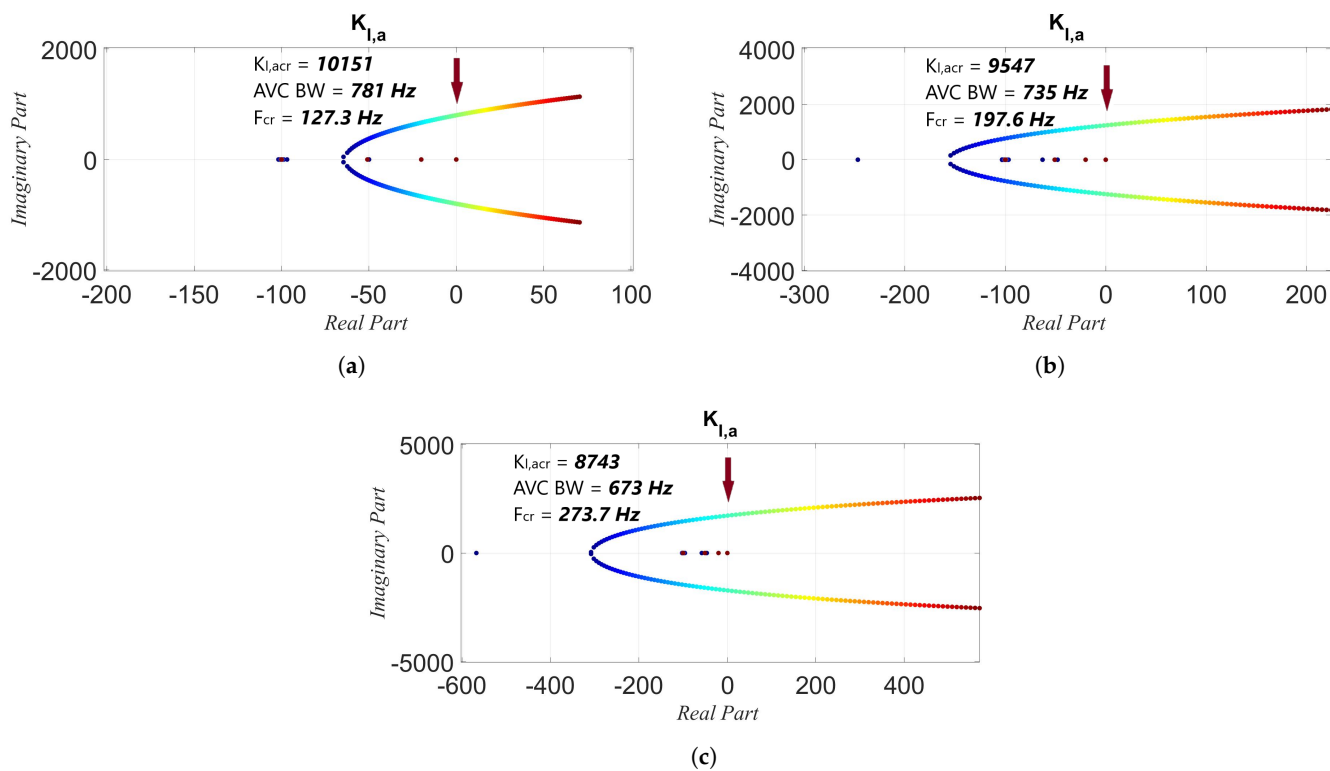 K_I,a
K_I,acr = 10151
AVC BW = 781 Hz
F_cr = 127.3 Hz
Imaginary Part
2000
0
-2000
-200 -150 -100 -50 0 50 100
Real Part
(a)
K_I,a
K_I,acr = 9547
AVC BW = 735 Hz
F_cr = 197.6 Hz
Imaginary Part
4000
2000
0
-2000
-4000
-300 -200 -100 0 100 200
Real Part
(b)
K_I,a
K_I,acr = 8743
AVC BW = 673 Hz
F_cr = 273.7 Hz
Imaginary Part
5000
0
-5000
-600 -400 -200 0 200 400
Real Part
(c)